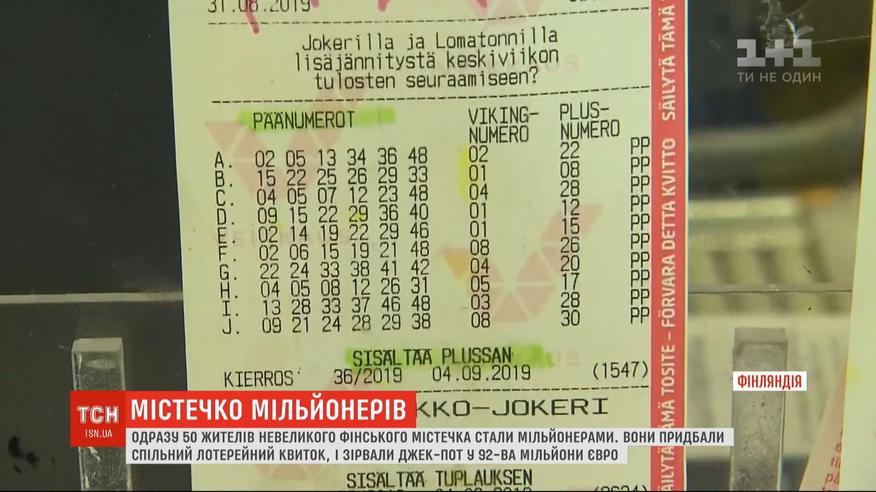 31.08.2019
Jokerilla ja Lomatonnilla
lisäjännitystä keskiviikon
tulosten seuraamiseen?
PÄÄNUMEROT VIKING-NUMERO PLUS-NUMERO
A. 02 05 13 34 36 48 02 22 PP
B. 15 22 25 26 29 33 01 08 PP
C. 04 05 07 12 23 48 04 28 PP
D. 09 15 22 29 36 40 01 12 PP
E. 02 14 19 22 29 46 01 15 PP
F. 02 06 15 19 21 48 08 26 PP
G. 22 24 33 38 41 42 04 20 PP
H. 04 05 08 12 26 31 05 17 PP
I. 13 28 33 37 46 48 03 28 PP
J. 09 21 24 28 29 38 08 30 PP
SISÄLTÄÄ PLUSSAN
KIERROS 36/2019 04.09.2019 (1547)
KKO-JOKERI
SISÄLTÄÄ TUPLAUKSEN
SÄILYTÄ TÄMÄ TOSITE - FÖRVARA DETTA KVITTO SÄILYTÄ TÄMÄ
1+1
ТИ НЕ ОДИН
ФІНЛЯНДІЯ
ТСН
TSN.UA
МІСТЕЧКО МІЛЬЙОНЕРІВ
ОДРАЗУ 50 ЖИТЕЛІВ НЕВЕЛИКОГО ФІНСЬКОГО МІСТЕЧКА СТАЛИ МІЛЬЙОНЕРАМИ. ВОНИ ПРИДБАЛИ
СПІЛЬНИЙ ЛОТЕРЕЙНИЙ КВИТОК, І ЗІРВАЛИ ДЖЕК-ПОТ У 92-ВА МІЛЬЙОНИ ЄВРО